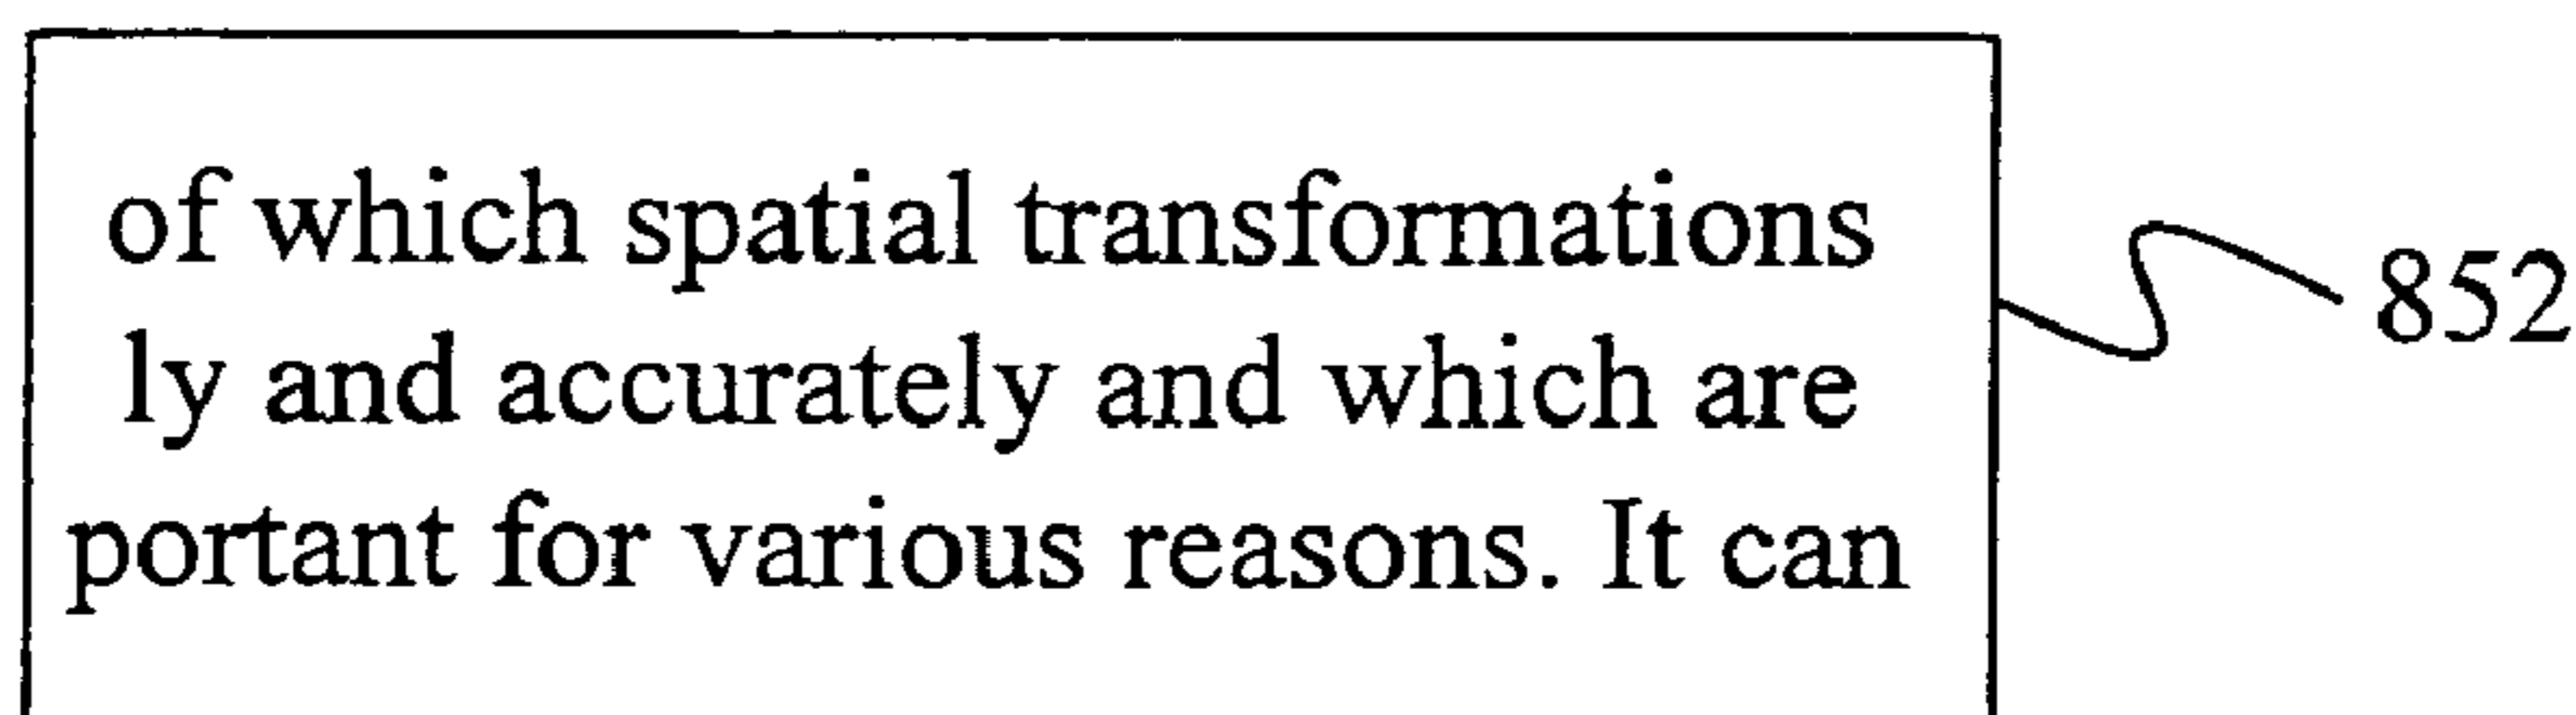 of which spatial transformations
ly and accurately and which are
portant for various reasons. It can
852